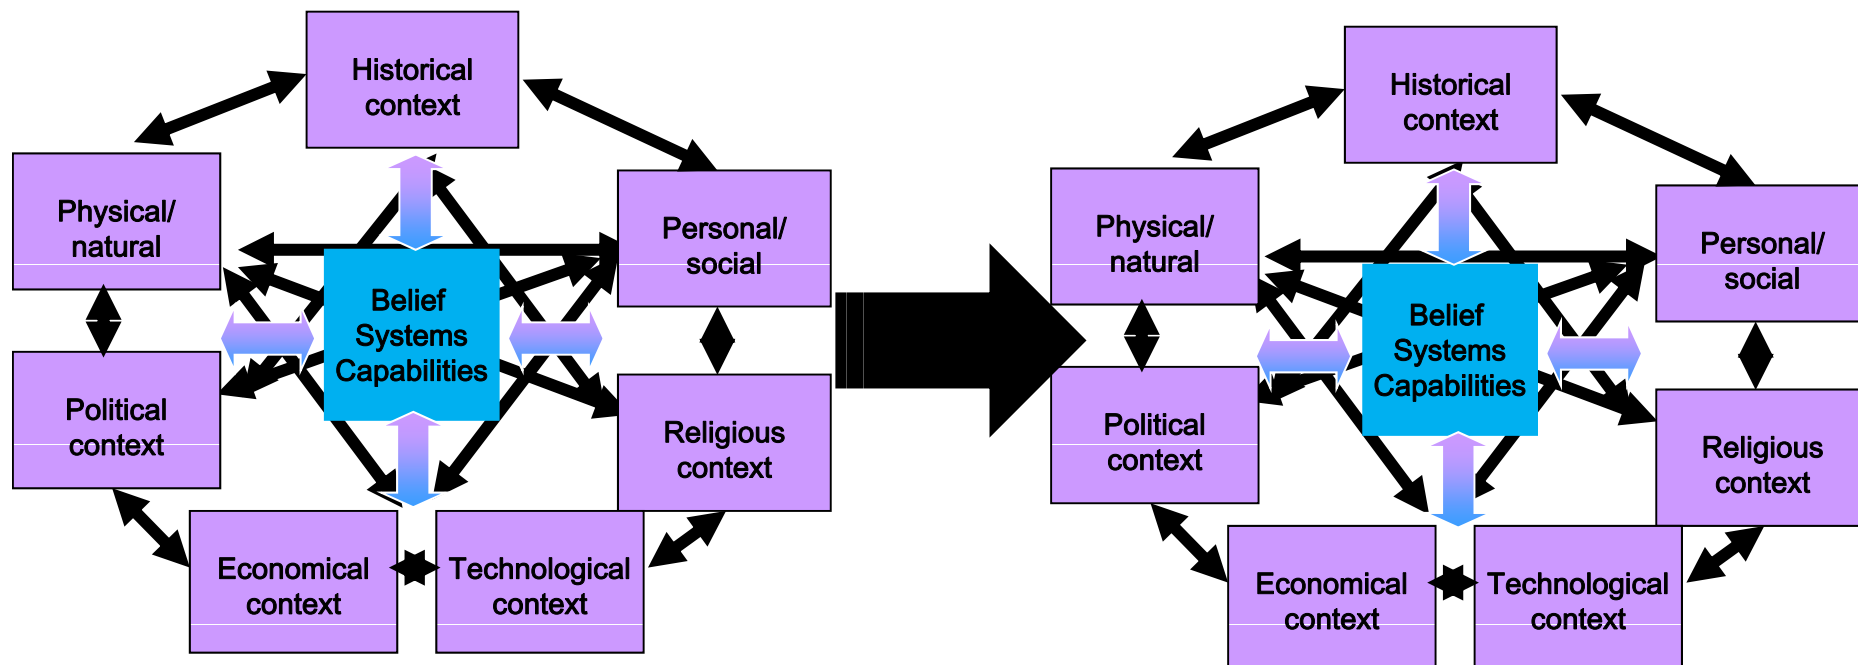 Historical
context
Physical/
natural
Personal/
social
Belief
Systems
Capabilities
Political
context
Religious
context
Economical
context
Technological
context
Historical
context
Physical/
natural
Personal/
social
Belief
Systems
Capabilities
Political
context
Religious
context
Economical
context
Technological
context